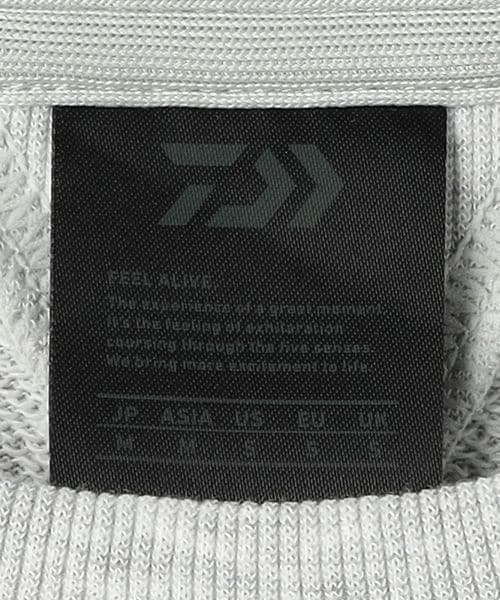 FEEL ALIVE.
The experience of a great moment.
It's the feeling of exhilaration
coursing through the five senses.
We bring more excitement to life.
JP ASIA US EU UK
M M S S S